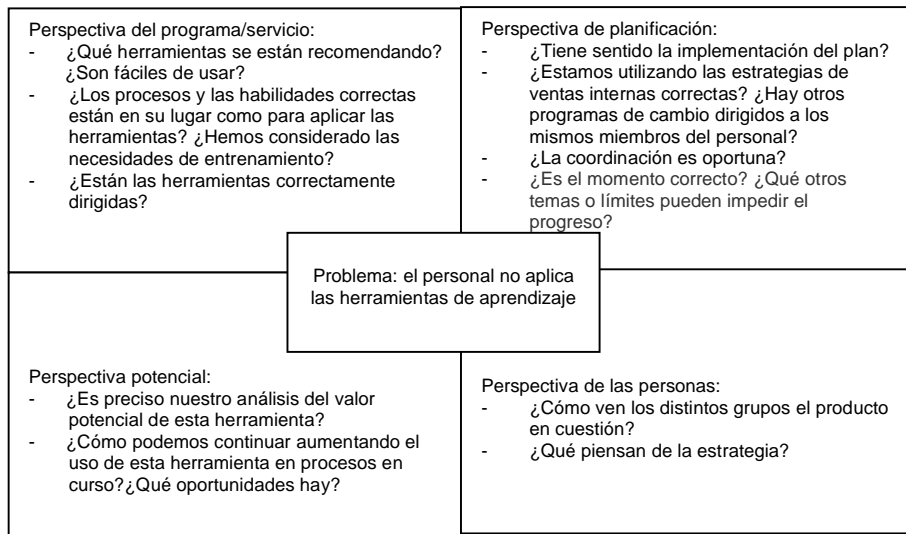 Perspectiva del programa/servicio:
- ¿Qué herramientas se están recomendando?
¿Son fáciles de usar?
- ¿Los procesos y las habilidades correctas
están en su lugar como para aplicar las
herramientas? ¿Hemos considerado las
necesidades de entrenamiento?
- ¿Están las herramientas correctamente
dirigidas?
Perspectiva de planificación:
- ¿Tiene sentido la implementación del plan?
- ¿Estamos utilizando las estrategias de
ventas internas correctas? ¿Hay otros
programas de cambio dirigidos a los
mismos miembros del personal?
- ¿La coordinación es oportuna?
- ¿Es el momento correcto? ¿Qué otros
temas o límites pueden impedir el
progreso?
Problema: el personal no aplica
las herramientas de aprendizaje
Perspectiva potencial:
- ¿Es preciso nuestro análisis del valor
potencial de esta herramienta?
- ¿Cómo podemos continuar aumentando el
uso de esta herramienta en procesos en
curso?¿Qué oportunidades hay?
Perspectiva de las personas:
- ¿Cómo ven los distintos grupos el producto
en cuestión?
- ¿Qué piensan de la estrategia?